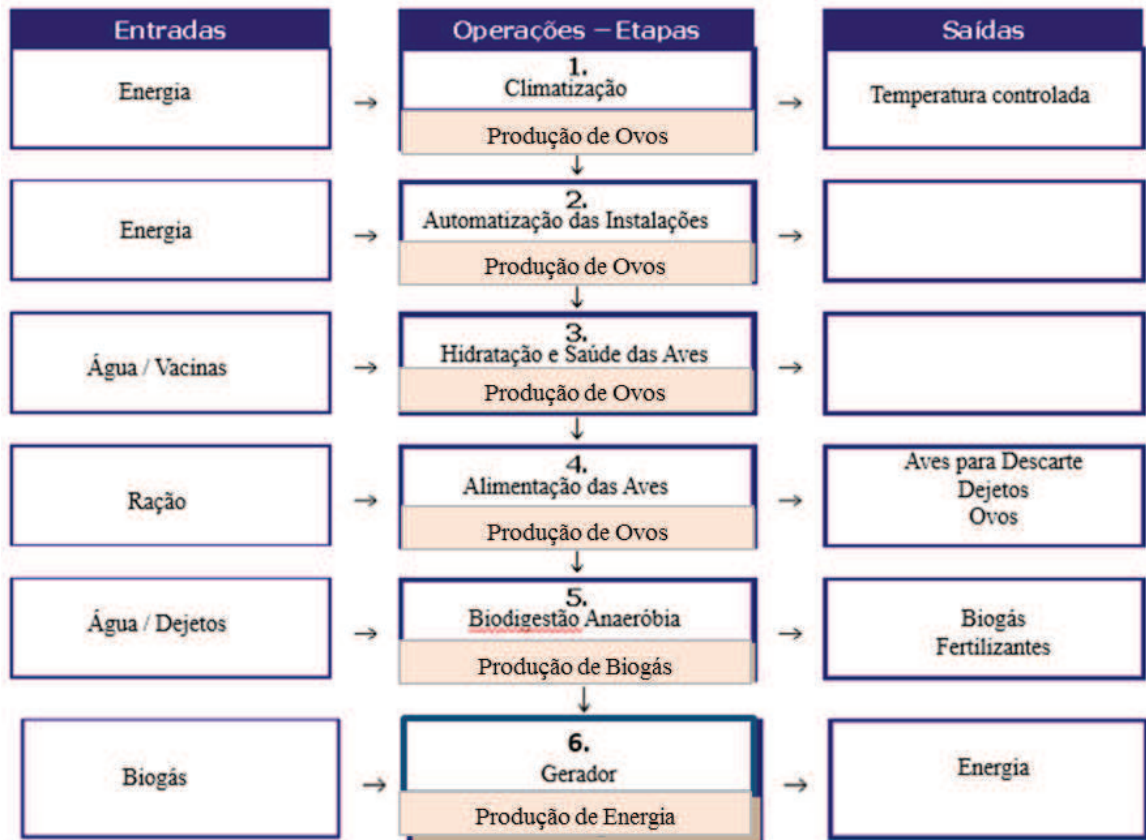 Entradas
Operações – Etapas
Saídas
Energia
1.
Climatização
Produção de Ovos
Temperatura controlada
Energia
2.
Automatização das Instalações
Produção de Ovos
Água / Vacinas
3.
Hidratação e Saúde das Aves
Produção de Ovos
Ração
4.
Alimentação das Aves
Produção de Ovos
Aves para Descarte
Dejetos
Ovos
Água / Dejetos
5.
Biodigestão Anaeróbia
Produção de Biogás
Biogás
Fertilizantes
Biogás
6.
Gerador
Produção de Energia
Energia